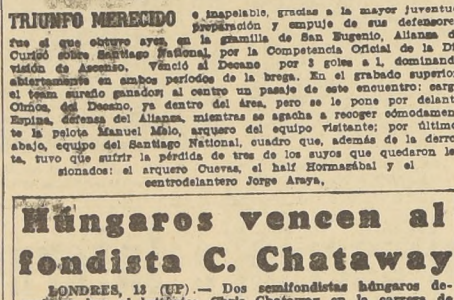 TRIUNFO MERECIDO e inapelable, gracias a la mayor juventud,
preparación y empuje de sus defensores
fue el que obtuvo ayer, en la gramilla de San Eugenio, Alianza de
Curicó sobre Santiago National, por la Competencia Oficial de la Di-
visión de Ascenso. Venció al Decano por 3 goles a 1, dominando
abiertamente en ambos períodos de la brega. En el grabado superior
el team sureño ganador; al centro un pasaje de este encuentro: carga
Olmos, del Decano, ya dentro del área, pero se le pone por delante
Espina, defensa del Alianza, mientras se agacha a recoger cómodamen-
te la pelota Manuel Melo, arquero del equipo visitante; por último,
abajo, equipo del Santiago National, cuadro que, además de la derro-
ta, tuvo que sufrir la pérdida de tres de los suyos que quedaron le-
sionados: el arquero Cuevas, el half Hormazábal y el
centrodelantero Jorge Araya,
Húngaros vencen al
fondista C. Chataway
LONDRES, 13 (UP).— Dos semifondistas húngaros de-